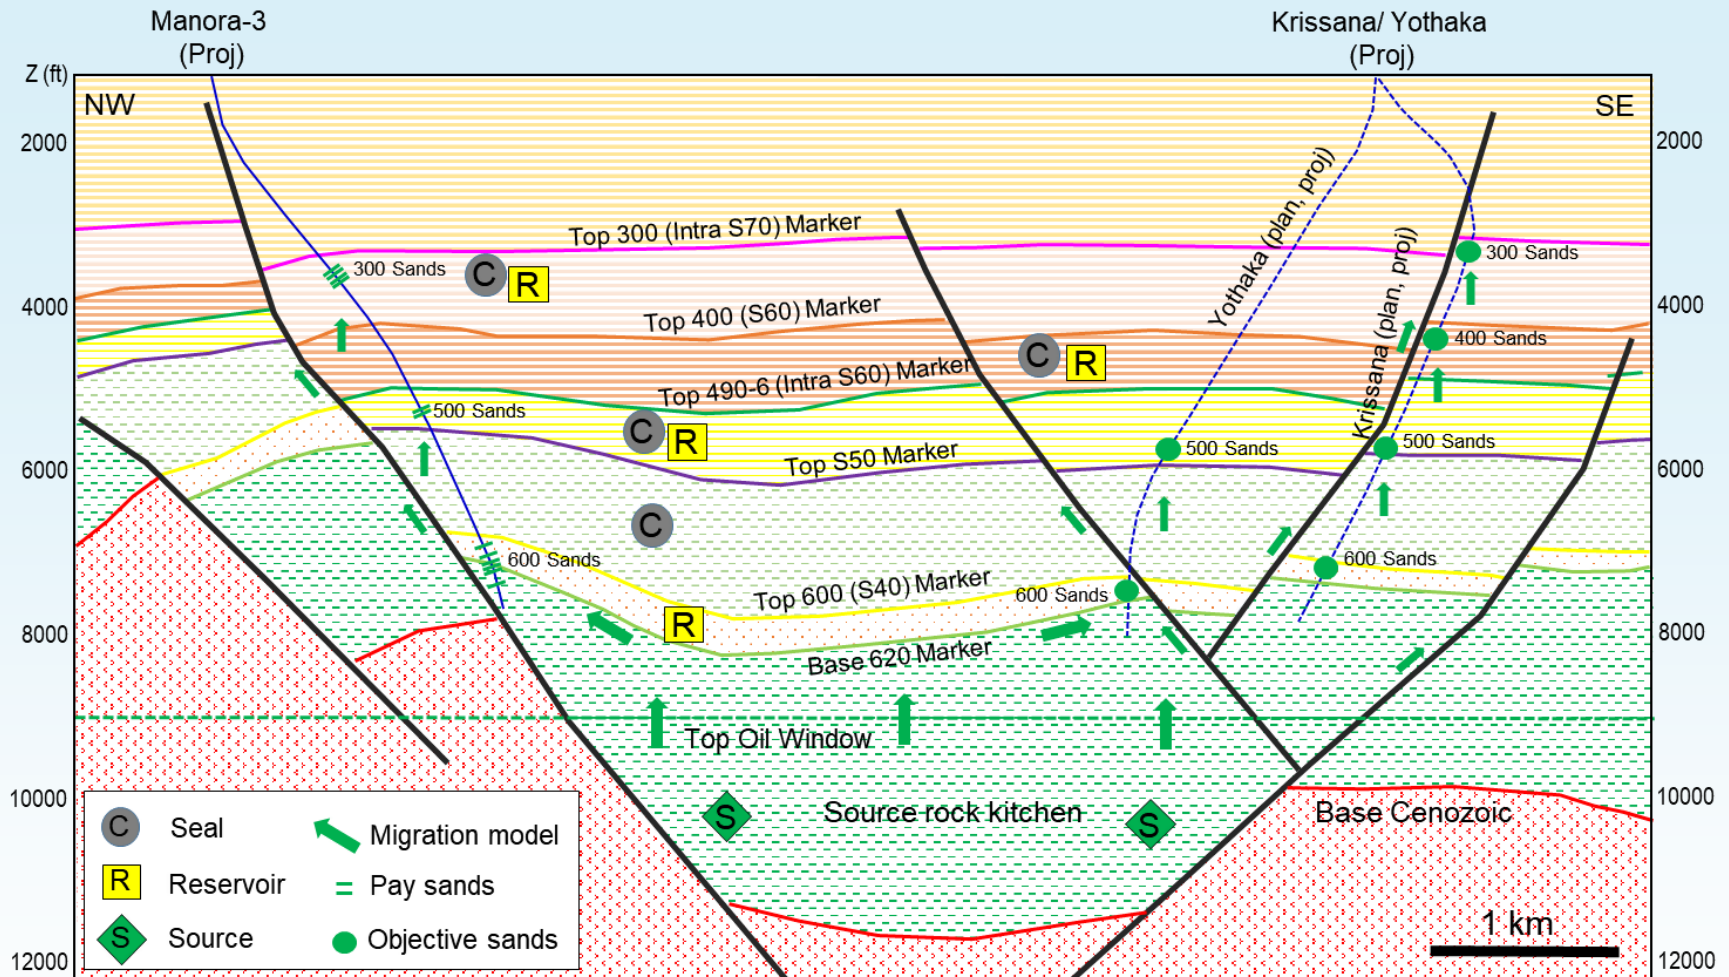 Manora-3
(Proj)
Krissana/ Yothaka
(Proj)
Z (ft)
NW
SE
2000
2000
Top 300 (Intra S70) Marker
300 Sands
C
R
Yothaka (plan, proj)
Krissana (plan, proj)
300 Sands
4000
4000
Top 400 (S60) Marker
C
R
400 Sands
Top 490-6 (Intra S60) Marker
500 Sands
C
R
Top S50 Marker
500 Sands
500 Sands
6000
6000
C
600 Sands
Top 600 (S40) Marker
600 Sands
600 Sands
R
8000
8000
Base 620 Marker
Top Oil Window
10000
10000
S
Source rock kitchen
S
Base Cenozoic
C
Seal
Migration model
R
Reservoir
Pay sands
S
Source
Objective sands
1 km
12000
12000